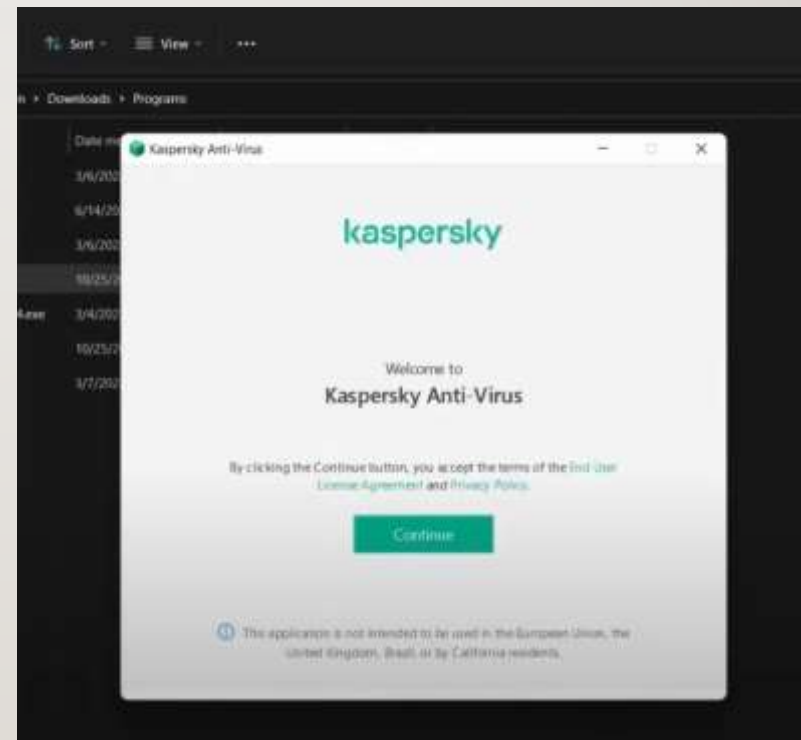 Sort
View
•••
n › Downloads › Programs
Date
Kaspersky Anti-Virus
3/6/202
6/14/20
3/6/202
10/25/2
4.exe 3/4/202
10/25/2
3/7/202
kaspersky
Welcome to
Kaspersky Anti-Virus
By clicking the Continue button, you accept the terms of the End User
License Agreement and Privacy Policy.
Continue
This application is not intended to be used in the European Union, the
United Kingdom, Brazil, or by California residents.